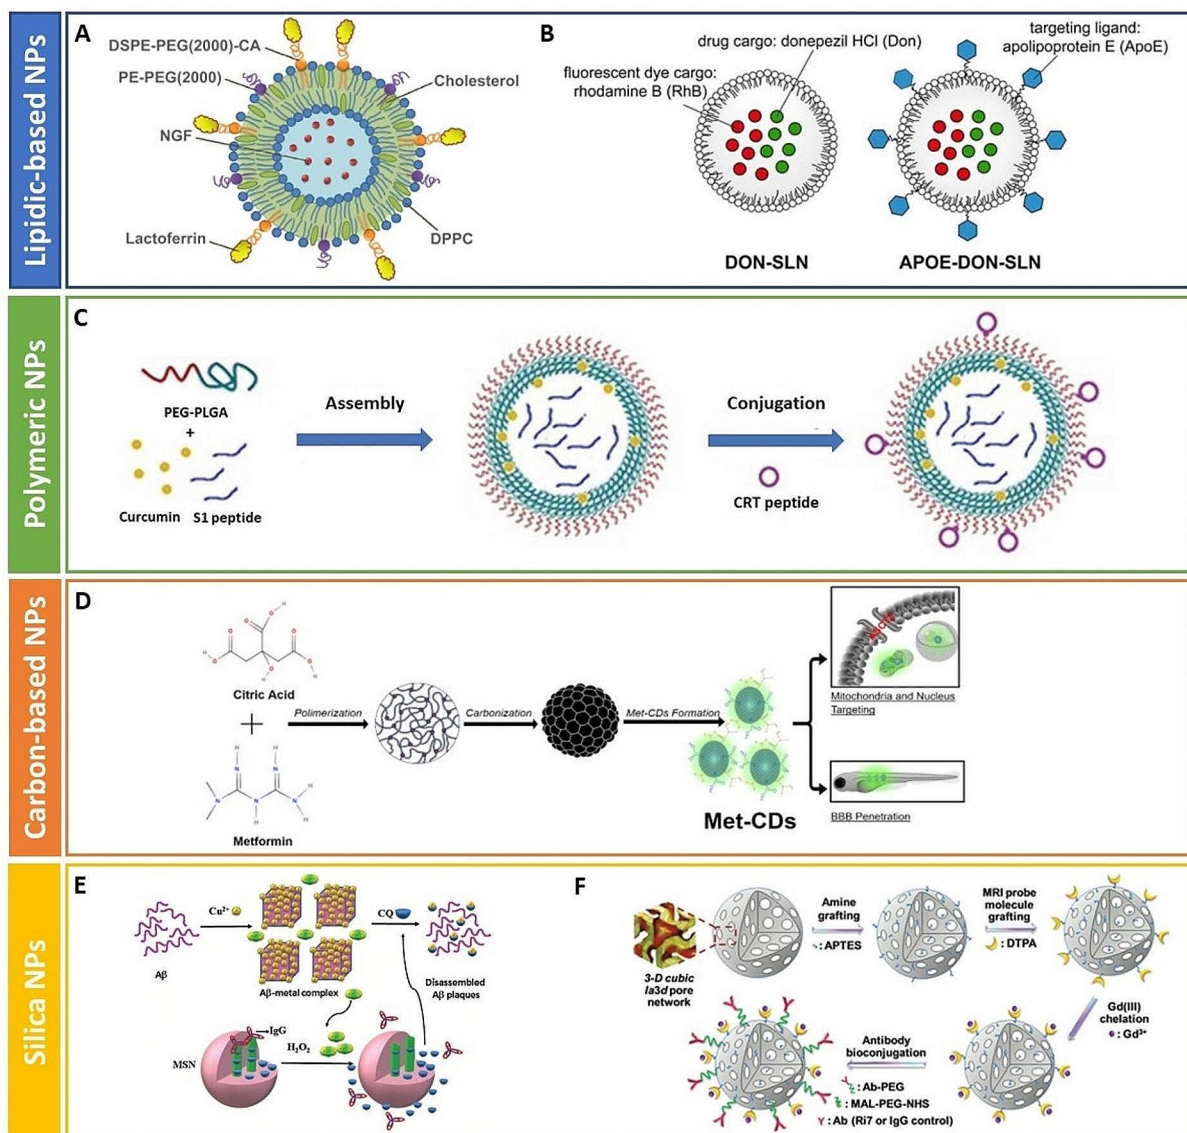 Lipidic-based NPs
A
DSPE-PEG(2000)-CA
PE-PEG(2000)
Cholesterol
NGF
Lactoferrin
DPPC
B
drug cargo: donepezil HCl (Don)
targeting ligand:
apolipoprotein E (ApoE)
fluorescent dye cargo:
rhodamine B (RhB)
DON-SLN
APOE-DON-SLN
Polymeric NPs
C
PEG-PLGA
+
Curcumin
S1 peptide
Assembly
Conjugation
CRT peptide
Carbon-based NPs
D
Citric Acid
+
Metformin
Polimerization
Carbonization
Met-CDs Formation
Met-CDs
Mitochondria and Nucleus
Targeting
BBB Penetration
Silica NPs
E
Aβ
Cu²⁺
Aβ-metal complex
CQ
Disassembled
Aβ plaques
MSN
IgG
H₂O₂
F
3-D cubic
Ia3d pore
network
Amine
grafting
: APTES
MRI probe
molecule
grafting
: DTPA
Gd(III)
chelation
: Gd³⁺
Antibody
bioconjugation
: Ab-PEG
: MAL-PEG-NHS
: Ab (Ri7 or IgG control)